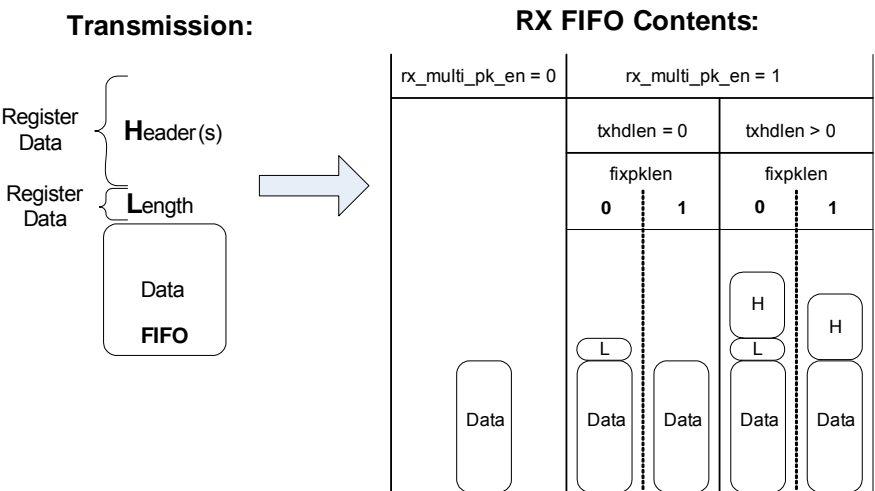 Transmission:
RX FIFO Contents:
Register
Data
Header(s)
Register
Data
Length
Data
FIFO
rx_multi_pk_en = 0
rx_multi_pk_en = 1
txhdlen = 0
txhdlen > 0
fixpklen
fixpklen
0
1
0
1
Data
L
Data
Data
H
L
Data
H
Data